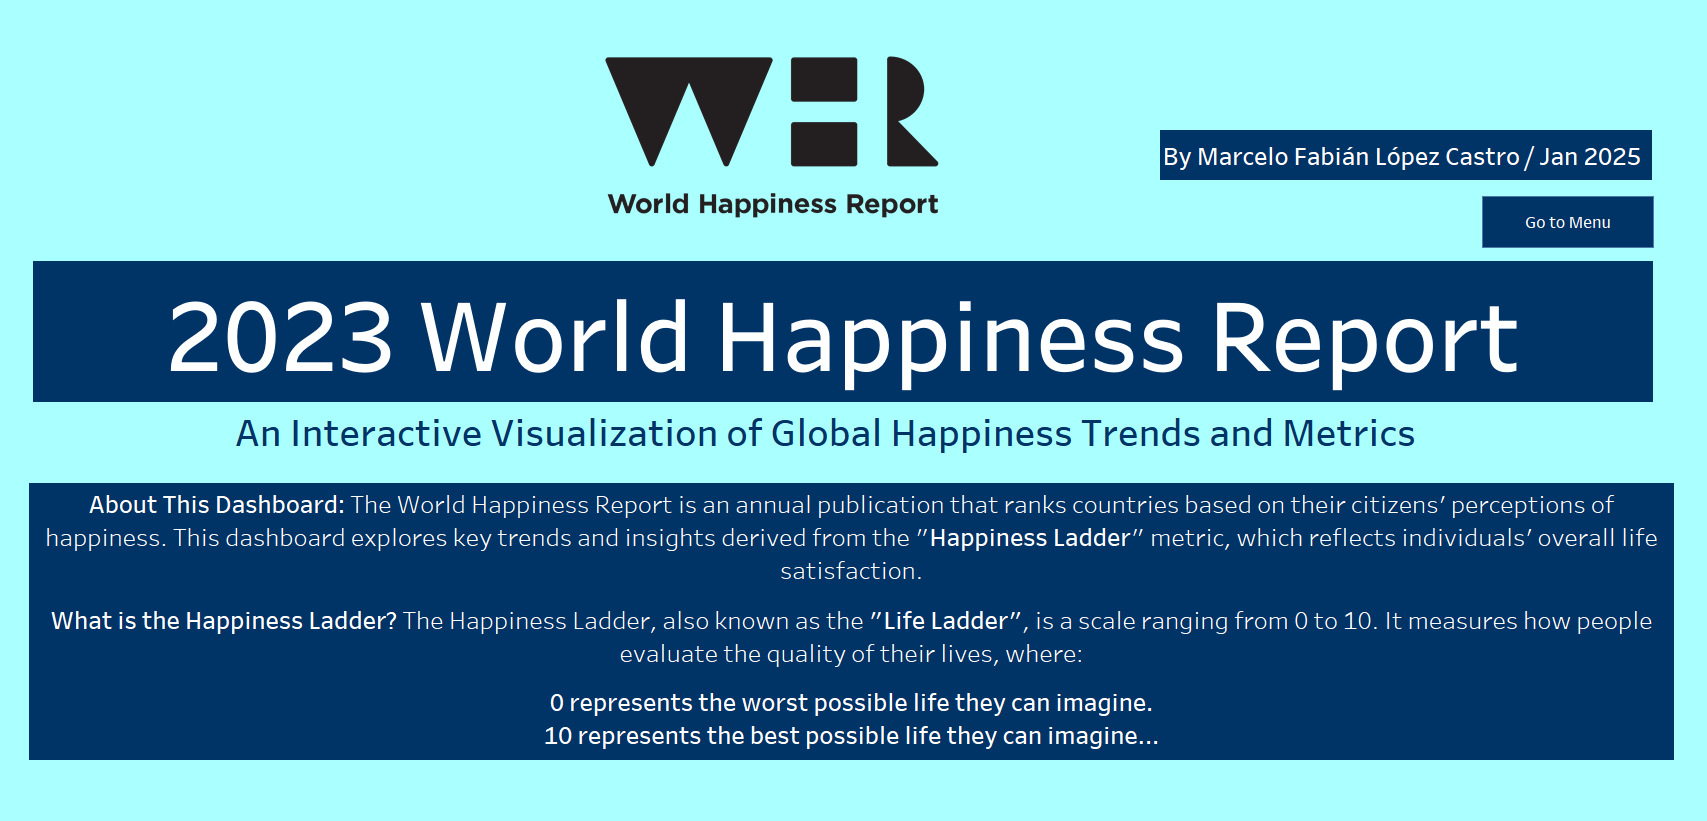 WHR
World Happiness Report
By Marcelo Fabián López Castro / Jan 2025
Go to Menu
2023 World Happiness Report
An Interactive Visualization of Global Happiness Trends and Metrics
About This Dashboard: The World Happiness Report is an annual publication that ranks countries based on their citizens’ perceptions of
happiness. This dashboard explores key trends and insights derived from the ”Happiness Ladder” metric, which reflects individuals’ overall life
satisfaction.
What is the Happiness Ladder? The Happiness Ladder, also known as the ”Life Ladder”, is a scale ranging from 0 to 10. It measures how people
evaluate the quality of their lives, where:
0 represents the worst possible life they can imagine.
10 represents the best possible life they can imagine...